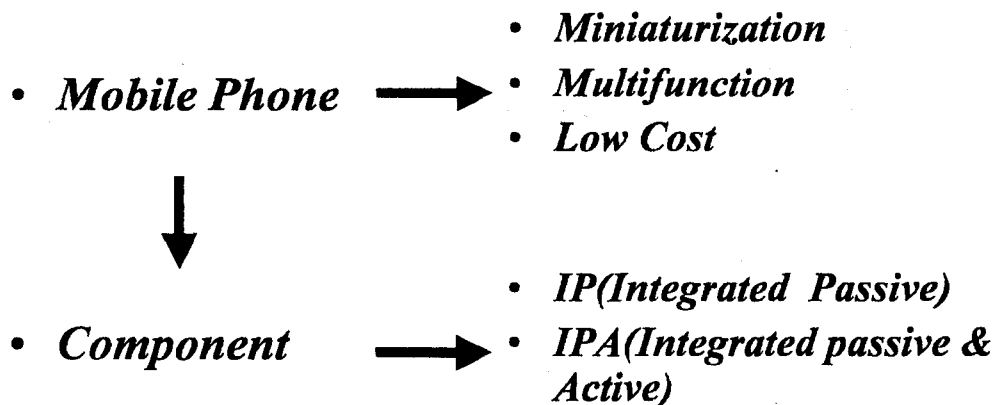 • Mobile Phone
• Miniaturization
• Multifunction
• Low Cost
• Component
• IP(Integrated Passive)
• IPA(Integrated passive &
Active)